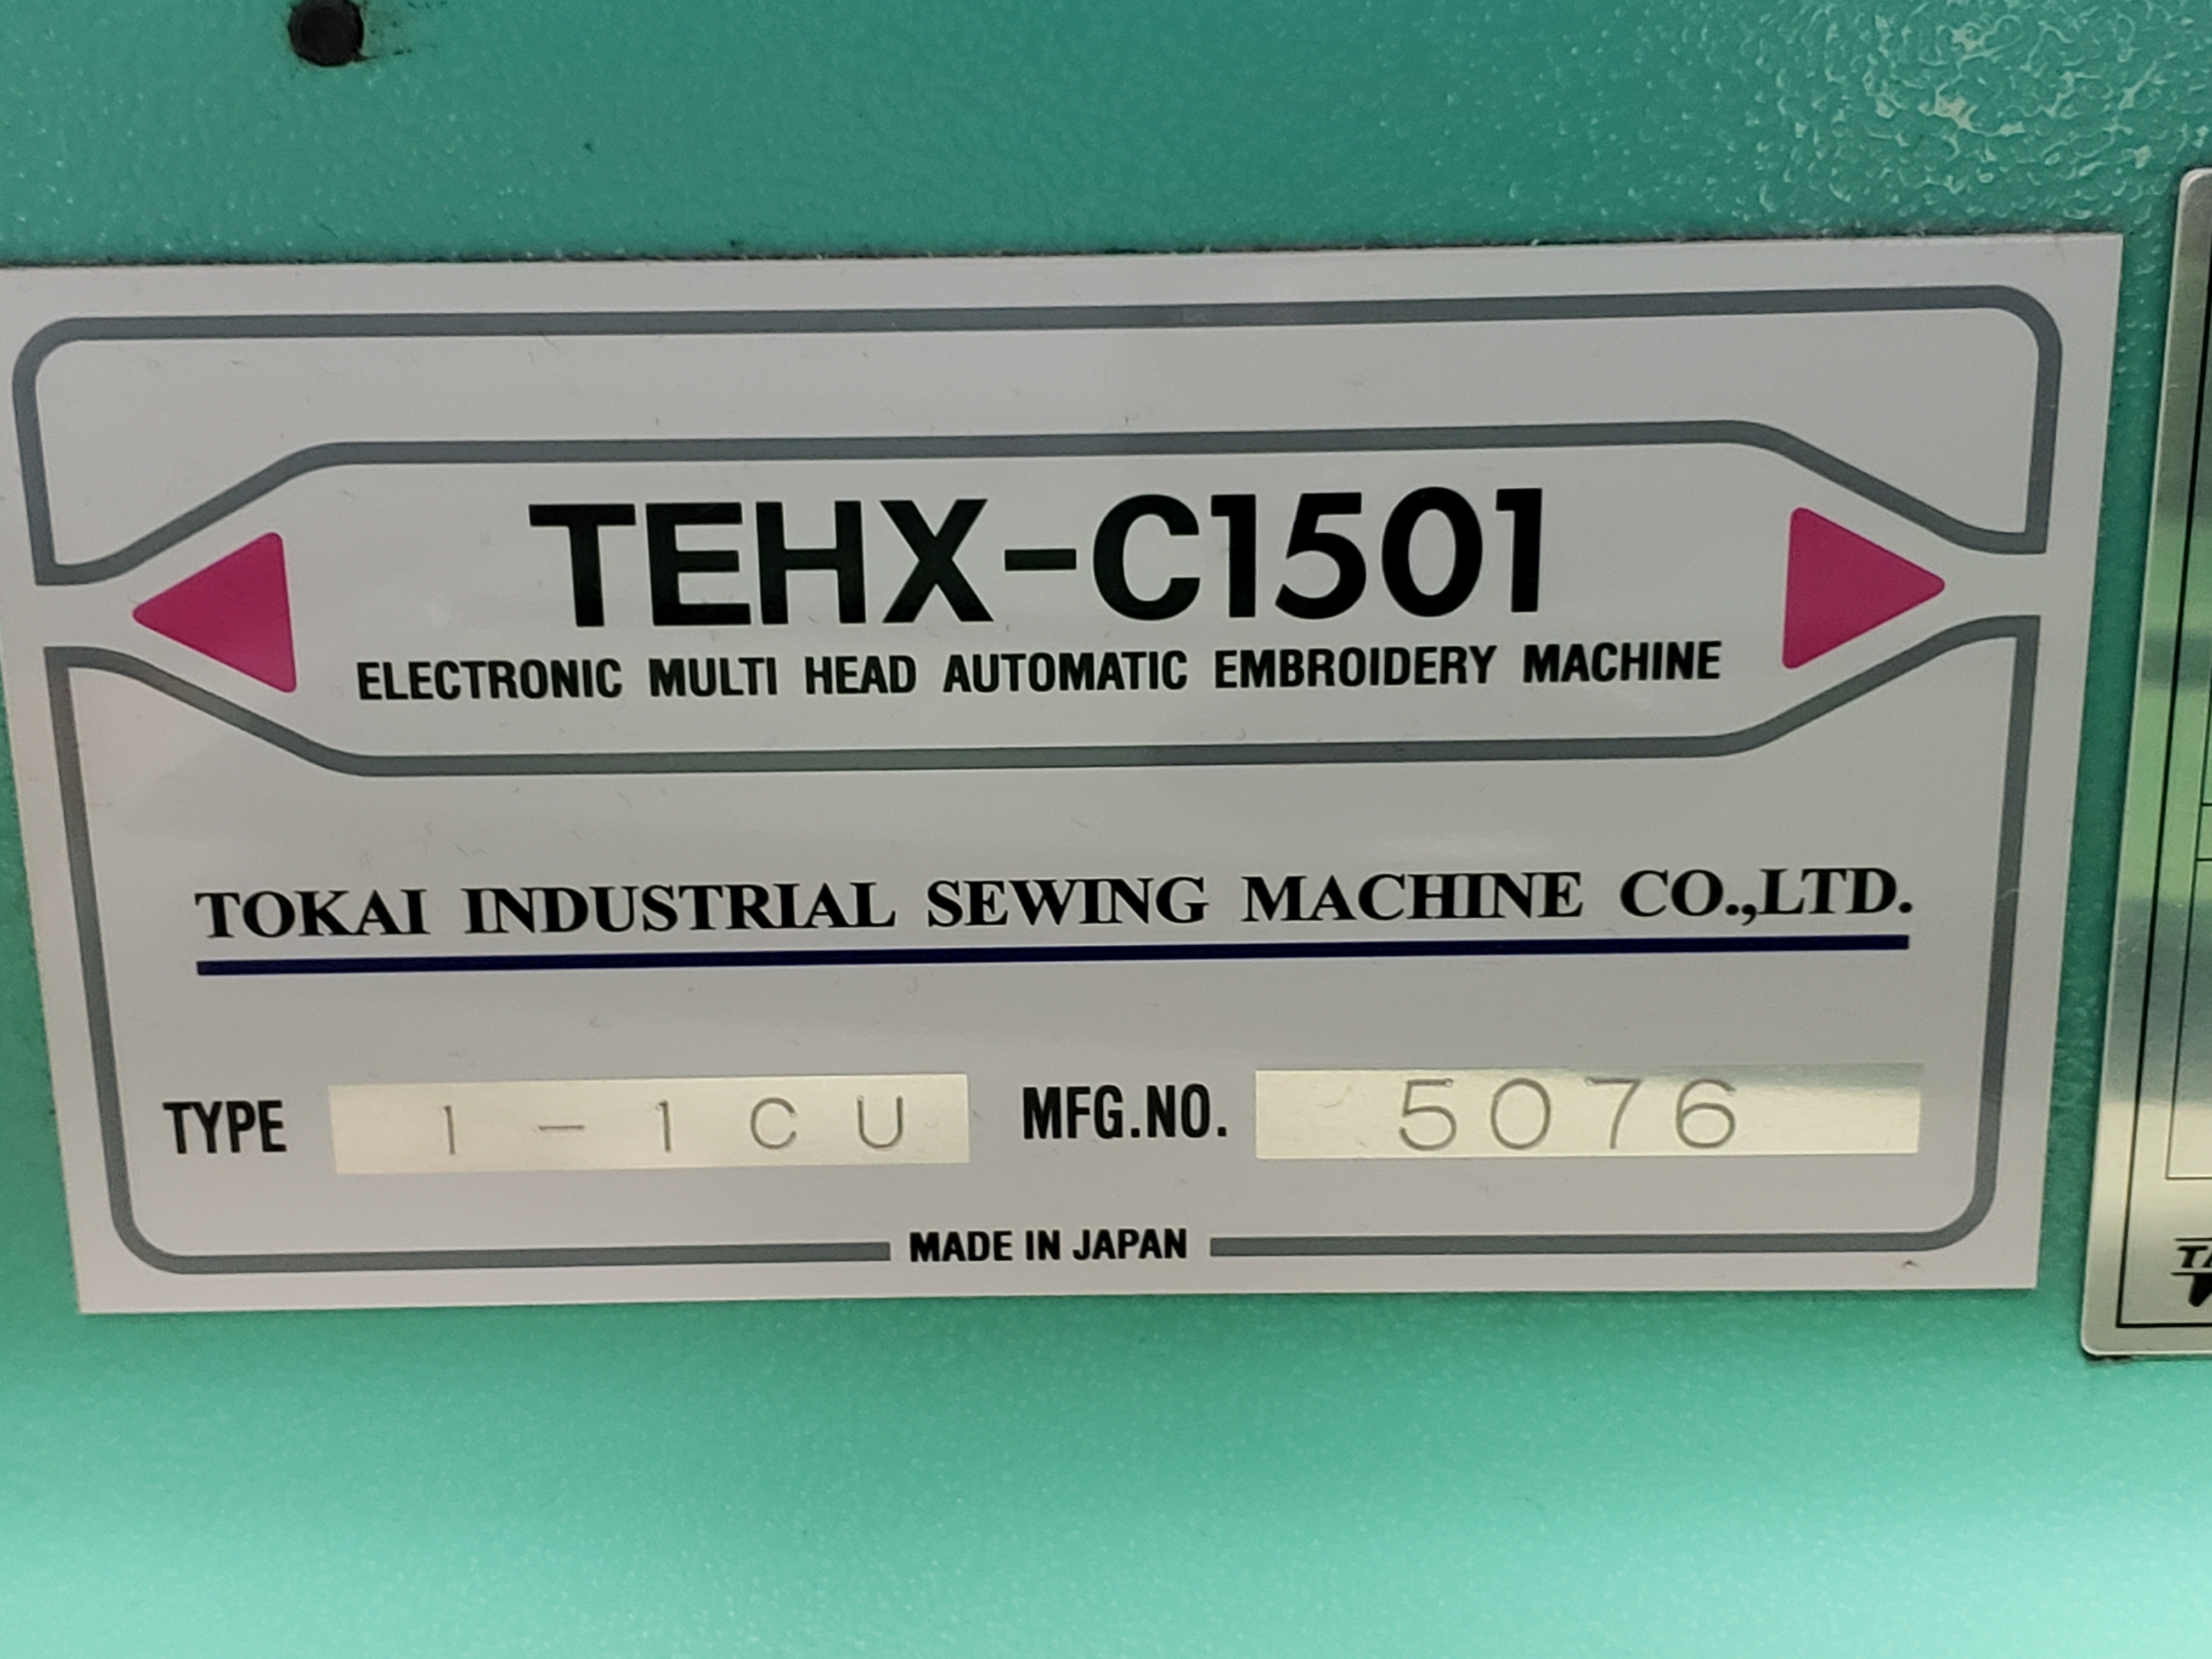 TEHX-C1501
ELECTRONIC MULTI HEAD AUTOMATIC EMBROIDERY MACHINE
TOKAI INDUSTRIAL SEWING MACHINE CO.,LTD.
TYPE 1-1CU MFG.NO. 5076
MADE IN JAPAN